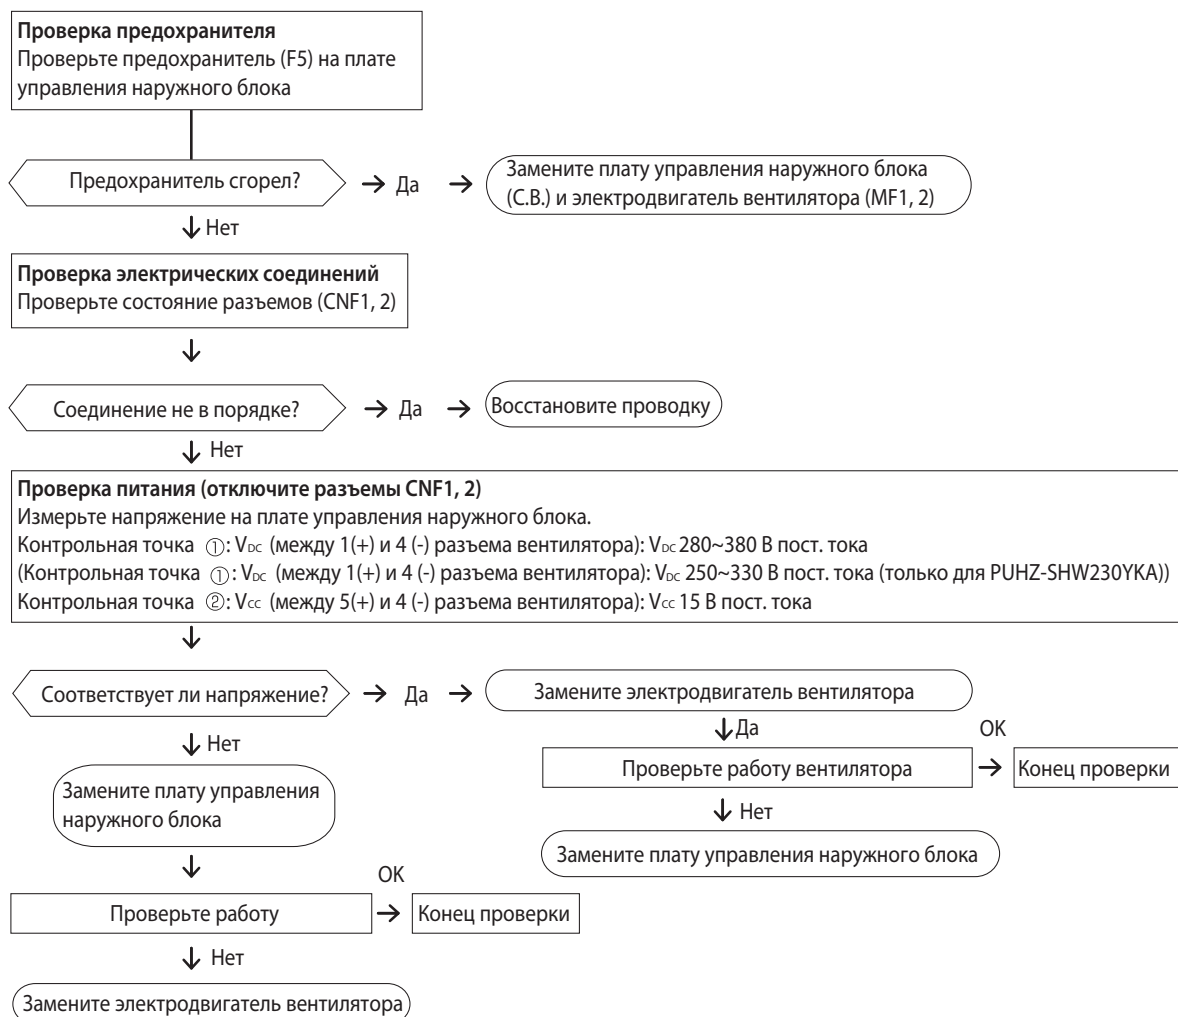 Проверка предохранителя
Проверьте предохранитель (F5) на плате
управления наружного блока
Предохранитель сгорел?
Да
Замените плату управления наружного блока
(C.B.) и электродвигатель вентилятора (MF1, 2)
Нет
Проверка электрических соединений
Проверьте состояние разъемов (CNF1, 2)
Соединение не в порядке?
Да
Восстановите проводку
Нет
Проверка питания (отключите разъемы CNF1, 2)
Измерьте напряжение на плате управления наружного блока.
Контрольная точка ①: VDC (между 1(+) и 4 (-) разъема вентилятора): VDC 280~380 В пост. тока
(Контрольная точка ①: VDC (между 1(+) и 4 (-) разъема вентилятора): VDC 250~330 В пост. тока (только для PUHZ-SHW230YKA))
Контрольная точка ②: VCC (между 5(+) и 4 (-) разъема вентилятора): VCC 15 В пост. тока
Соответствует ли напряжение?
Да
Замените электродвигатель вентилятора
Да
OK
Проверьте работу вентилятора
Конец проверки
Нет
Замените плату управления наружного блока
Нет
Замените плату управления
наружного блока
OK
Проверьте работу
Конец проверки
Нет
Замените электродвигатель вентилятора